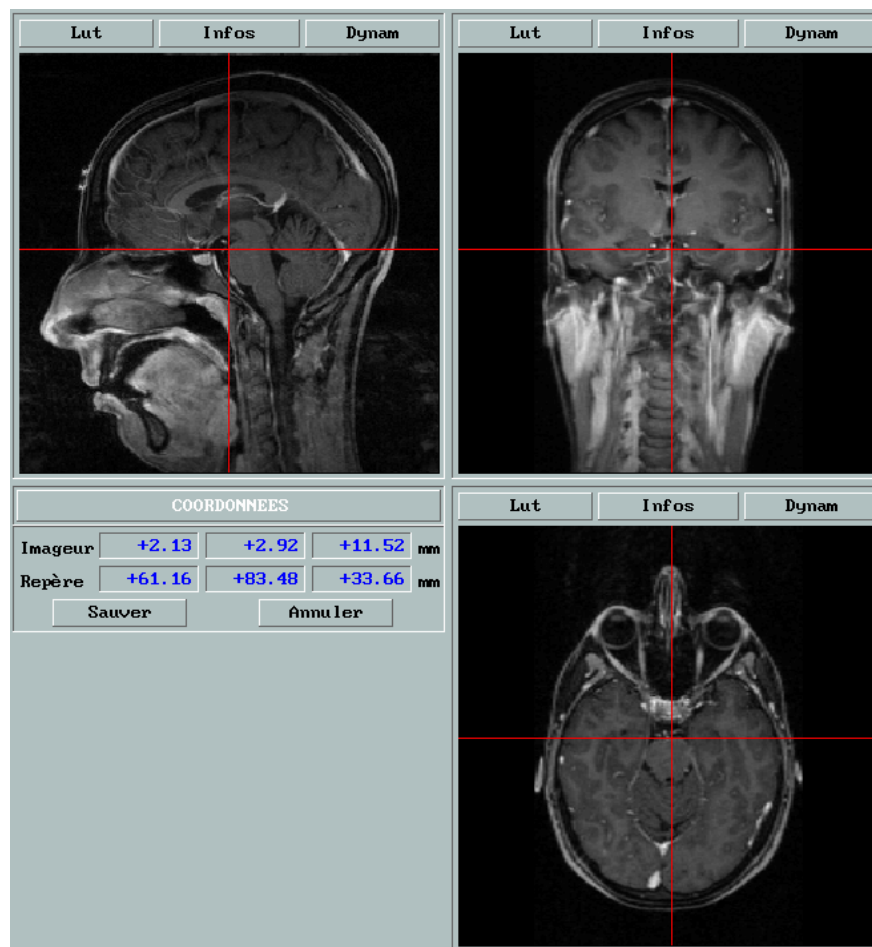 Lut Infos Dynam
Lut Infos Dynam
COORDONNEES
Imageur +2.13 +2.92 +11.52 mm
Repère +61.16 +83.48 +33.66 mm
Sauver Annuler
Lut Infos Dynam